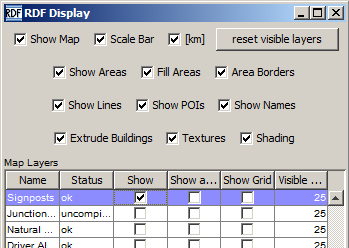 RDF RDF Display
Show Map Scale Bar [km] reset visible layers
Show Areas Fill Areas Area Borders
Show Lines Show POIs Show Names
Extrude Buildings Textures Shading
Map Layers
Name Status Show Show a... Show Grid Visible ...
Signposts ok 25
Junction... uncompi... 25
Natural ... ok 25
Driver Al... ok 25